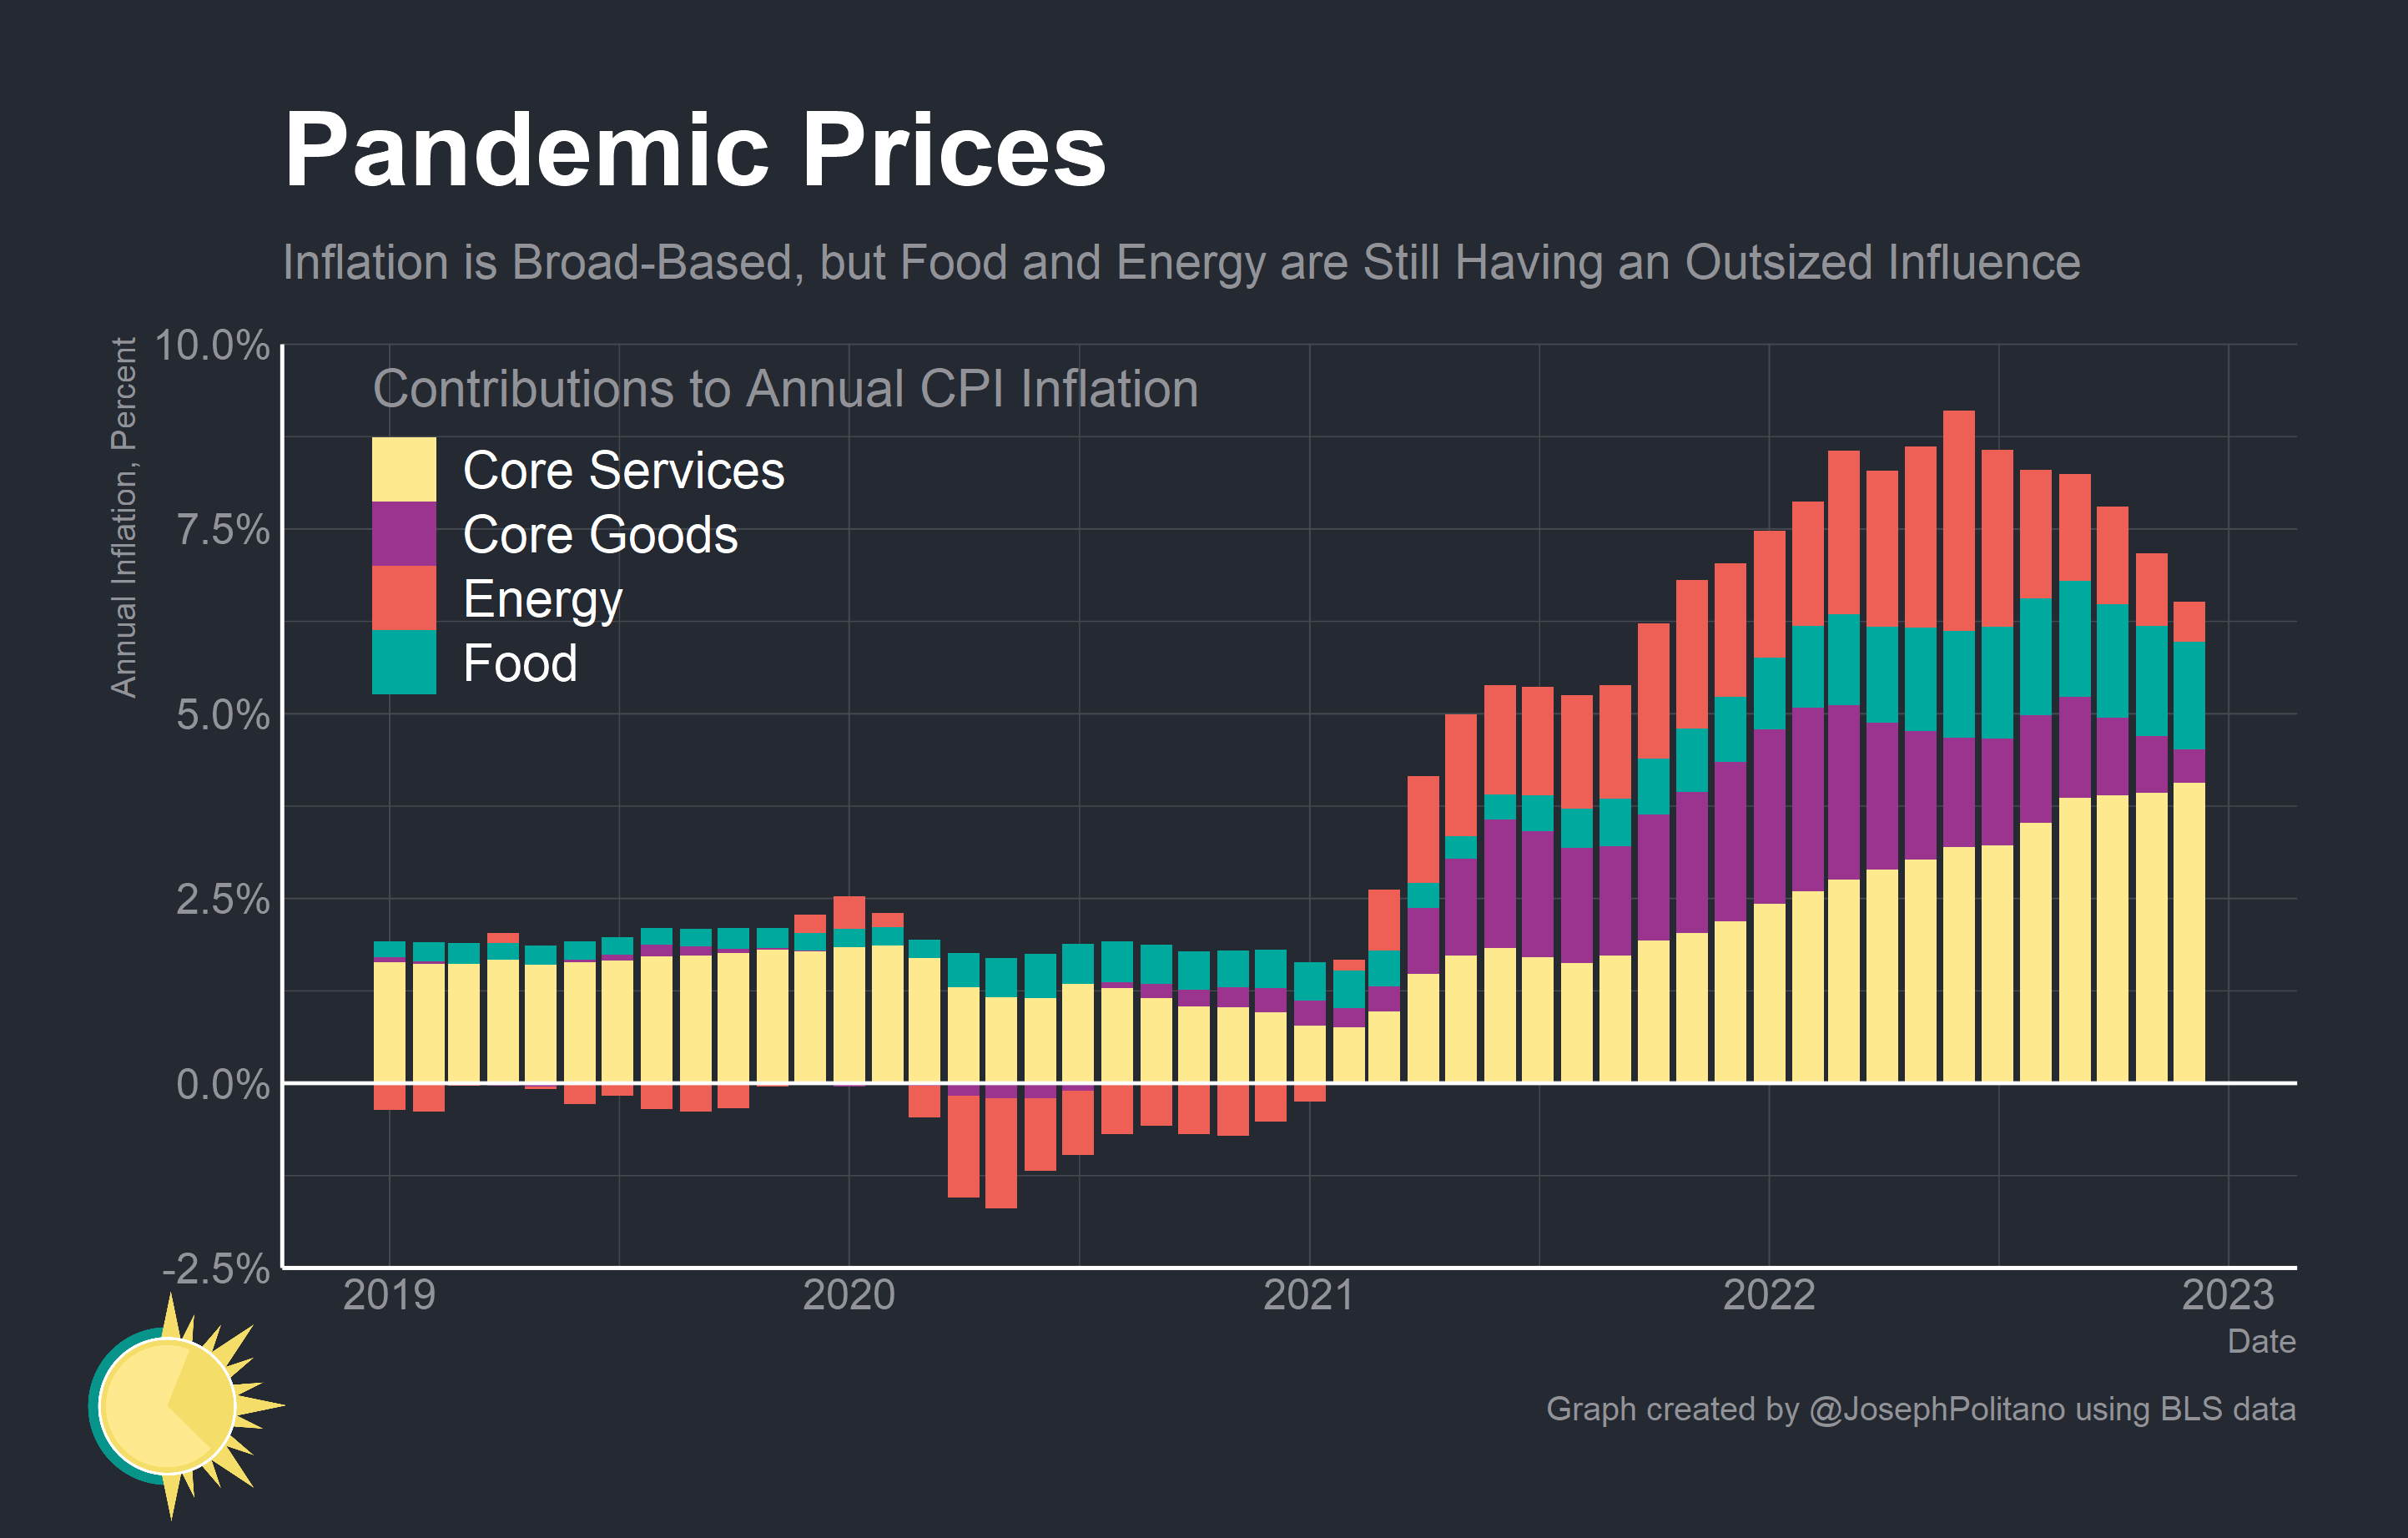 Pandemic Prices
Inflation is Broad-Based, but Food and Energy are Still Having an Outsized Influence
Annual Inflation, Percent
10.0%
7.5%
5.0%
2.5%
0.0%
-2.5%
Contributions to Annual CPI Inflation
Core Services
Core Goods
Energy
Food
2019
2020
2021
2022
2023
Date
Graph created by @JosephPolitano using BLS data